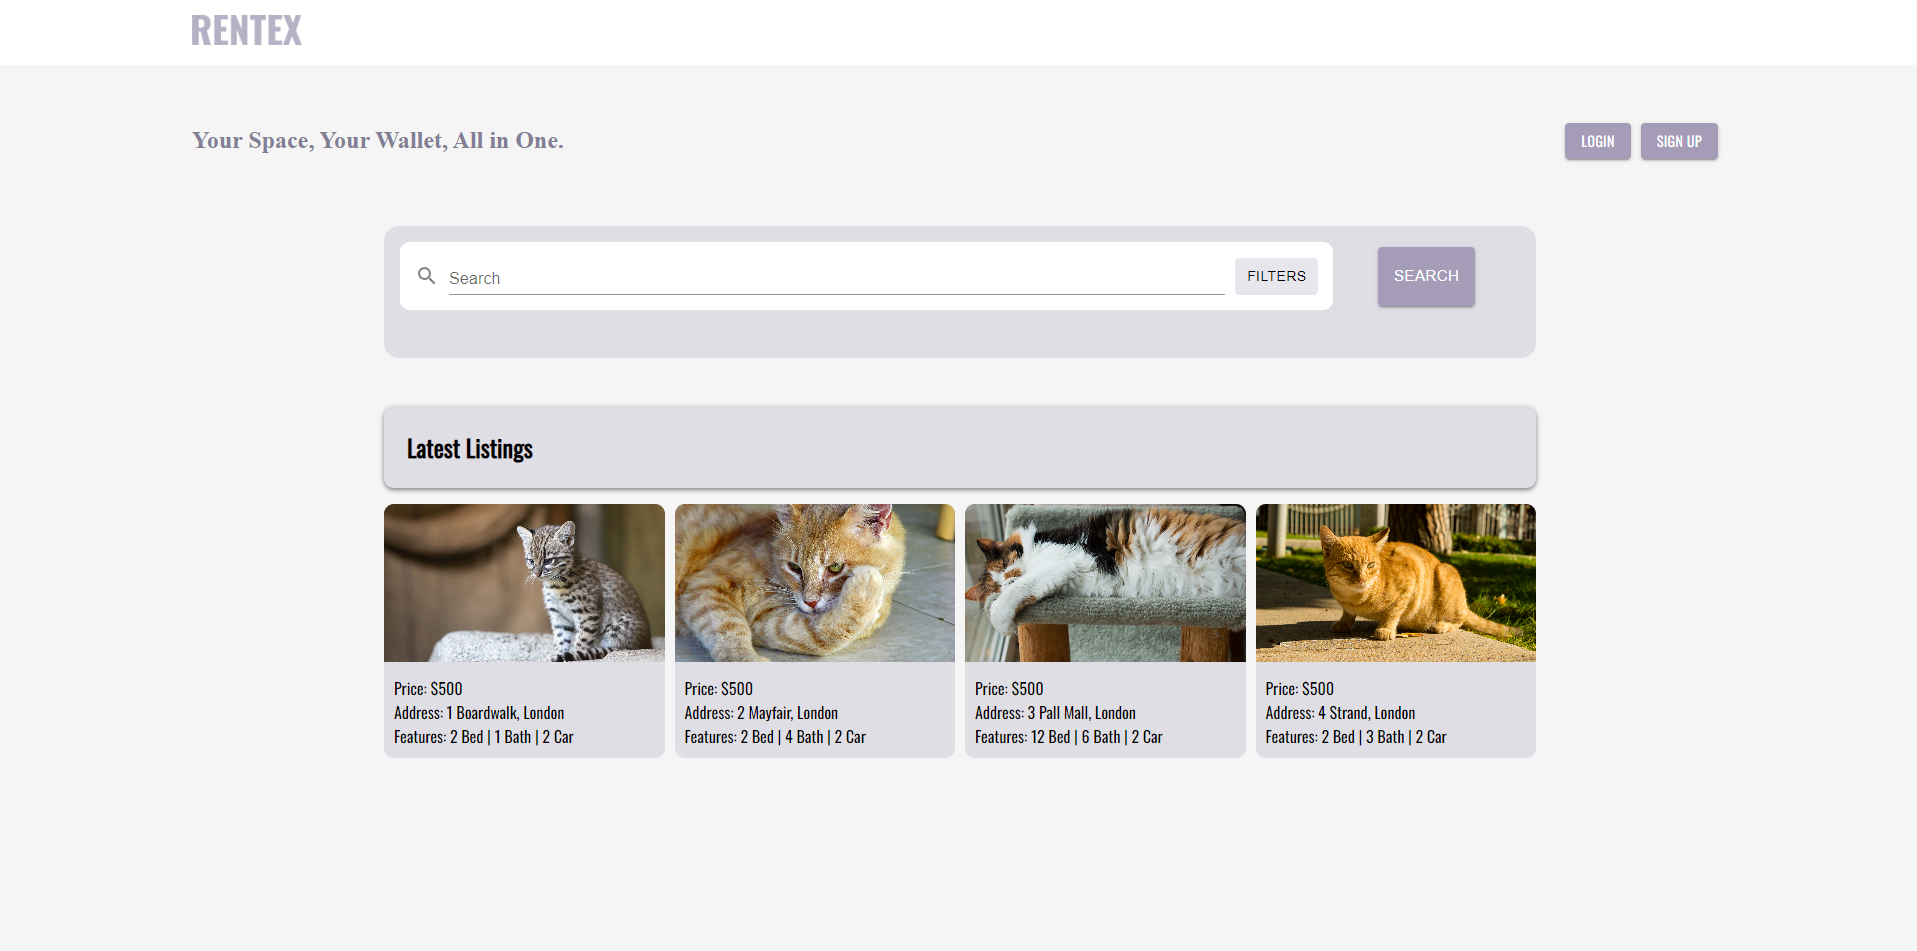 RENTEX
Your Space, Your Wallet, All in One.
LOGIN
SIGN UP
Search
FILTERS
SEARCH
Latest Listings
Price: $500
Address: 1 Boardwalk, London
Features: 2 Bed | 1 Bath | 2 Car
Price: $500
Address: 2 Mayfair, London
Features: 2 Bed | 4 Bath | 2 Car
Price: $500
Address: 3 Pall Mall, London
Features: 12 Bed | 6 Bath | 2 Car
Price: $500
Address: 4 Strand, London
Features: 2 Bed | 3 Bath | 2 Car